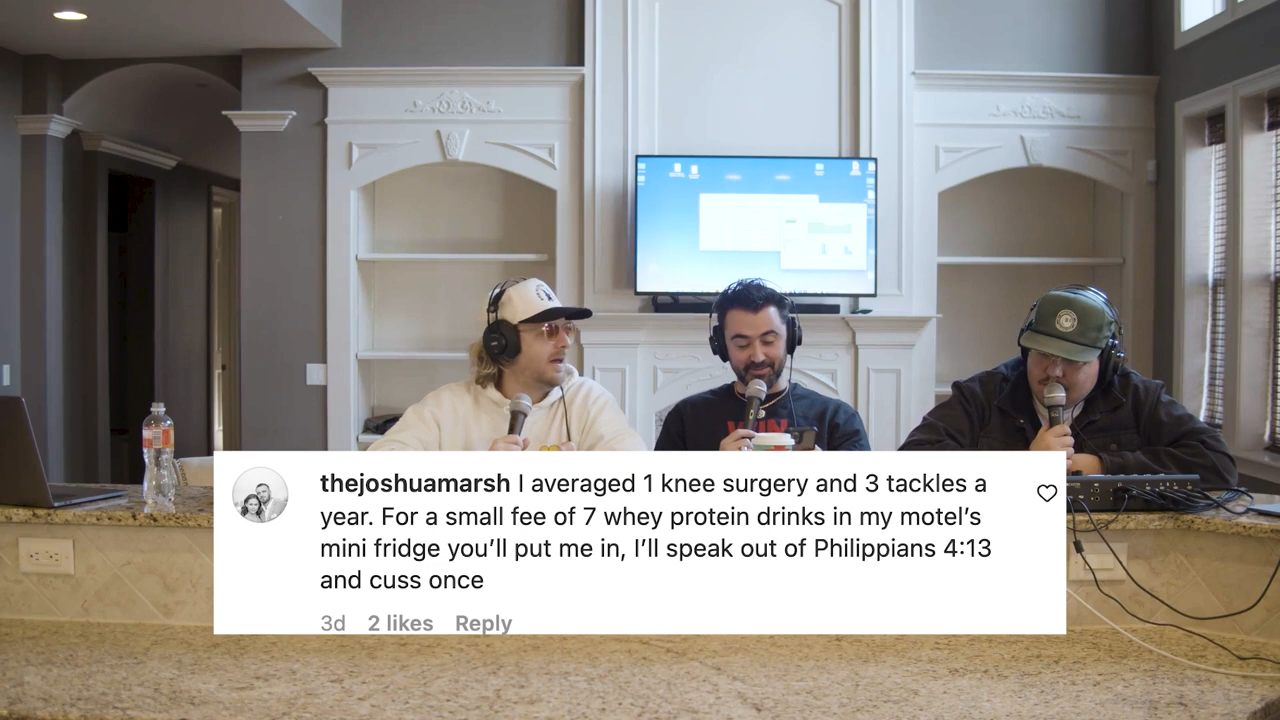 thejoshuamarsh I averaged 1 knee surgery and 3 tackles a
year. For a small fee of 7 whey protein drinks in my motel’s
mini fridge you’ll put me in, I’ll speak out of Philippians 4:13
and cuss once
3d 2 likes Reply